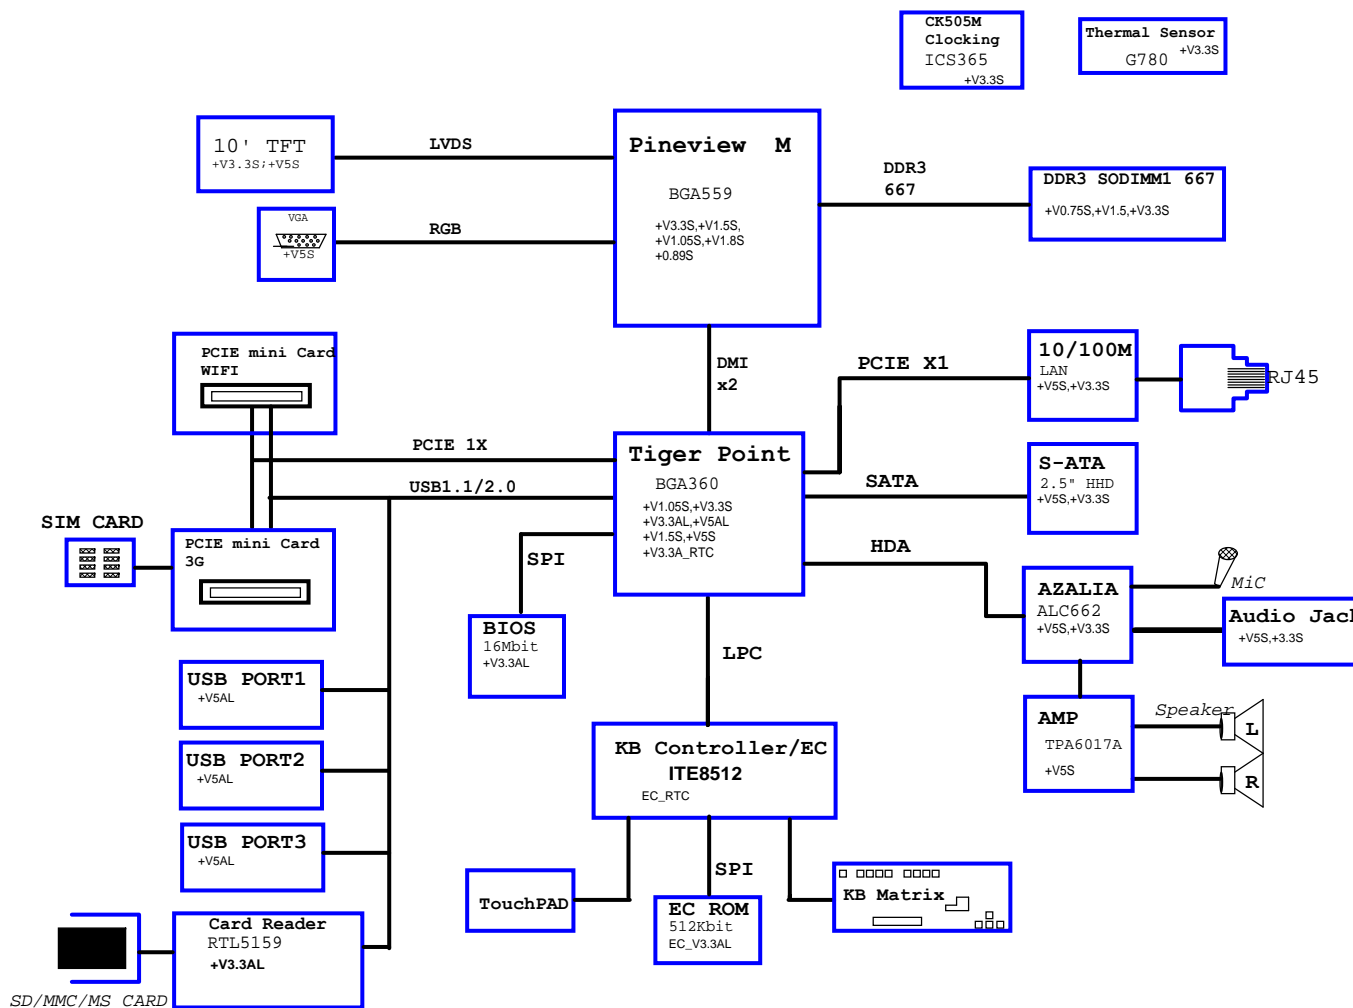 CK505M
Clocking
ICS365
+V3.3S
Thermal Sensor
+V3.3S
G780
10' TFT
+V3.3S;+V5S
LVDS
VGA
+V5S
RGB
Pineview M
BGA559
+V3.3S,+V1.5S,
+V1.05S,+V1.8S
+0.89S
DDR3
667
DDR3 SODIMM1 667
+V0.75S,+V1.5,+V3.3S
DMI
x2
PCIE mini Card
WIFI
PCIE 1X
USB1.1/2.0
SIM CARD
PCIE mini Card
3G
Tiger Point
BGA360
+V1.05S,+V3.3S
+V3.3AL,+V5AL
+V1.5S,+V5S
+V3.3A_RTC
PCIE X1
10/100M
LAN
+V5S,+V3.3S
RJ45
SATA
S-ATA
2.5" HHD
+V5S,+V3.3S
HDA
AZALIA
ALC662
+V5S,+V3.3S
MiC
Audio Jack
+V5S,+3.3S
AMP
TPA6017A
+V5S
Speaker
L
R
SPI
BIOS
16Mbit
+V3.3AL
LPC
USB PORT1
+V5AL
USB PORT2
+V5AL
USB PORT3
+V5AL
KB Controller/EC
ITE8512
EC_RTC
TouchPAD
SPI
EC ROM
512Kbit
EC_V3.3AL
KB Matrix
Card Reader
RTL5159
+V3.3AL
SD/MMC/MS CARD